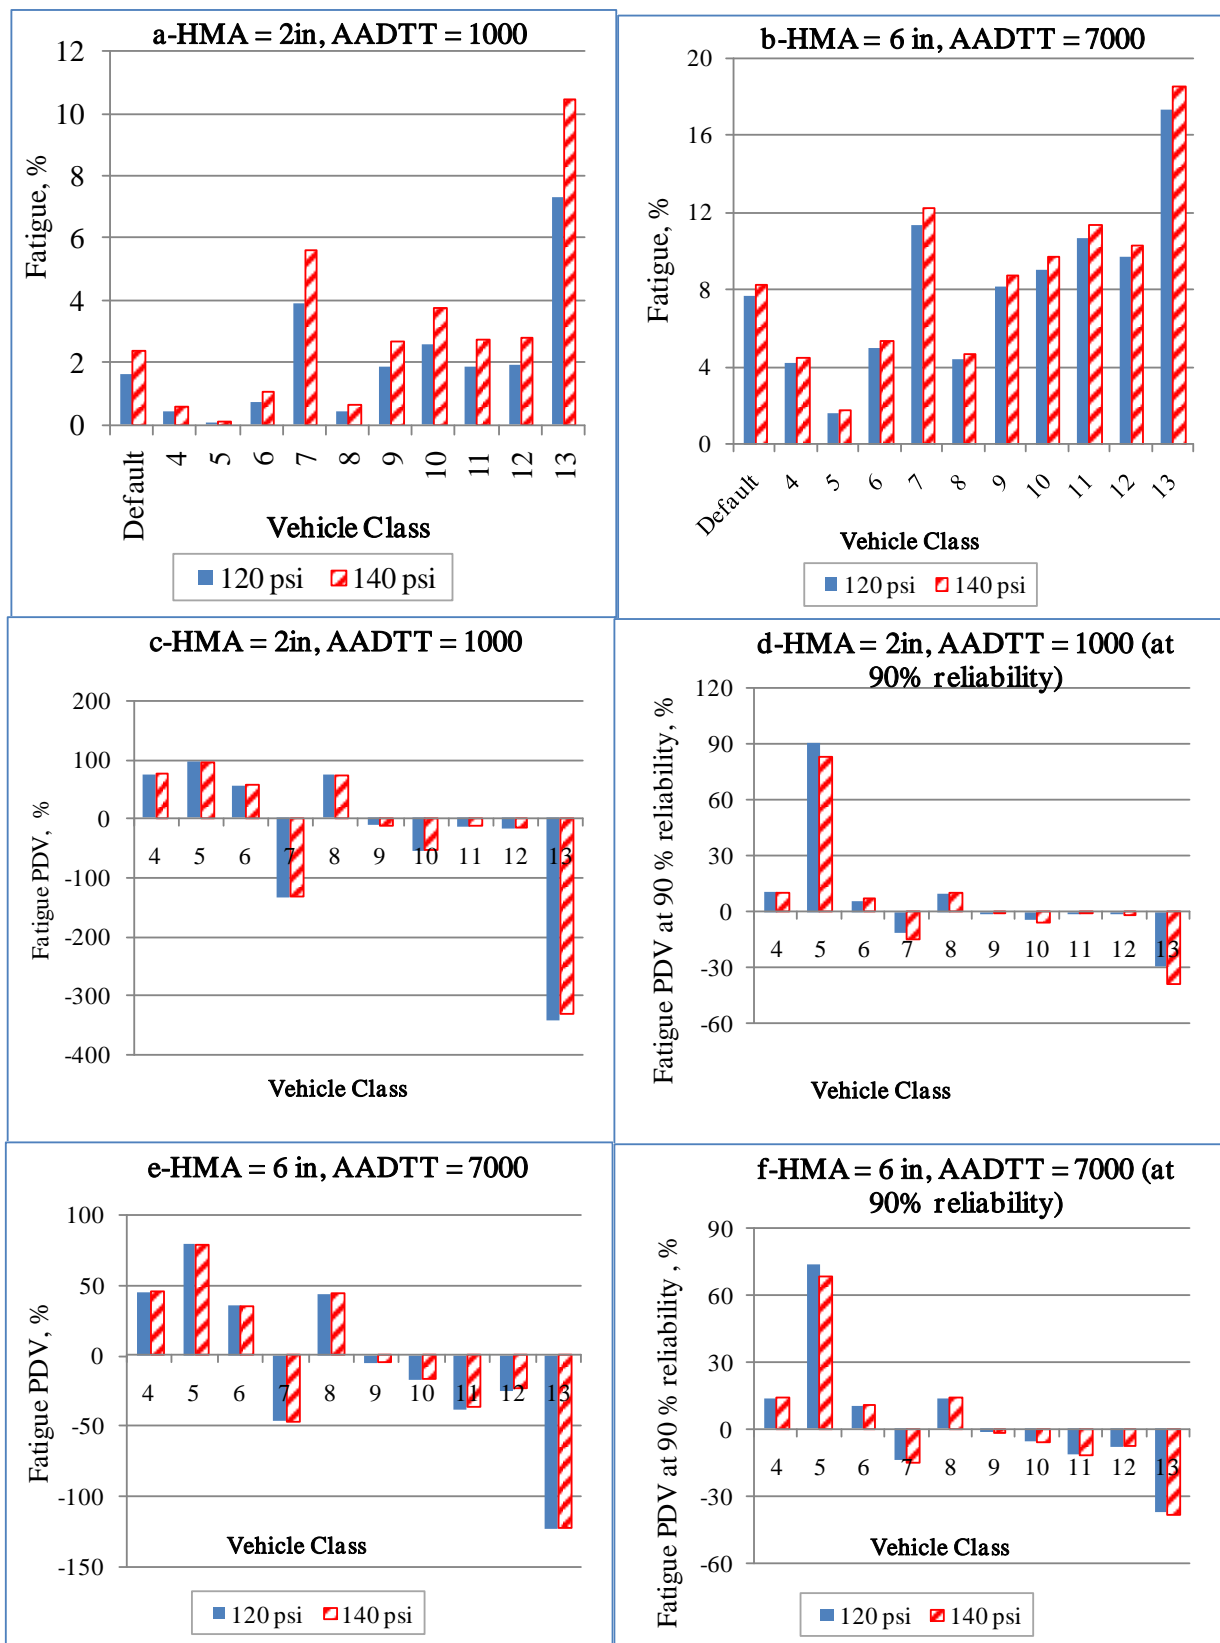 a-HMA = 2in, AADTT = 1000
12
10
8
6
4
2
0
Fatigue, %
Default 4 5 6 7 8 9 10 11 12 13
Vehicle Class
120 psi 140 psi
b-HMA = 6 in, AADTT = 7000
20
16
12
8
4
0
Fatigue, %
Default 4 5 6 7 8 9 10 11 12 13
Vehicle Class
120 psi 140 psi
c-HMA = 2in, AADTT = 1000
200
100
0
-100
-200
-300
-400
Fatigue PDV, %
4 5 6 7 8 9 10 11 12 13
Vehicle Class
d-HMA = 2in, AADTT = 1000 (at
90% reliability)
120
90
60
30
0
-30
-60
Fatigue PDV at 90 % reliability, %
4 5 6 7 8 9 10 11 12 13
Vehicle Class
e-HMA = 6 in, AADTT = 7000
100
50
0
-50
-100
-150
Fatigue PDV, %
4 5 6 7 8 9 10 11 12 13
Vehicle Class
120 psi 140 psi
f-HMA = 6 in, AADTT = 7000 (at
90% reliability)
90
60
30
0
-30
-60
Fatigue PDV at 90 % reliability , %
4 5 6 7 8 9 10 11 12 13
Vehicle Class
120 psi 140 psi